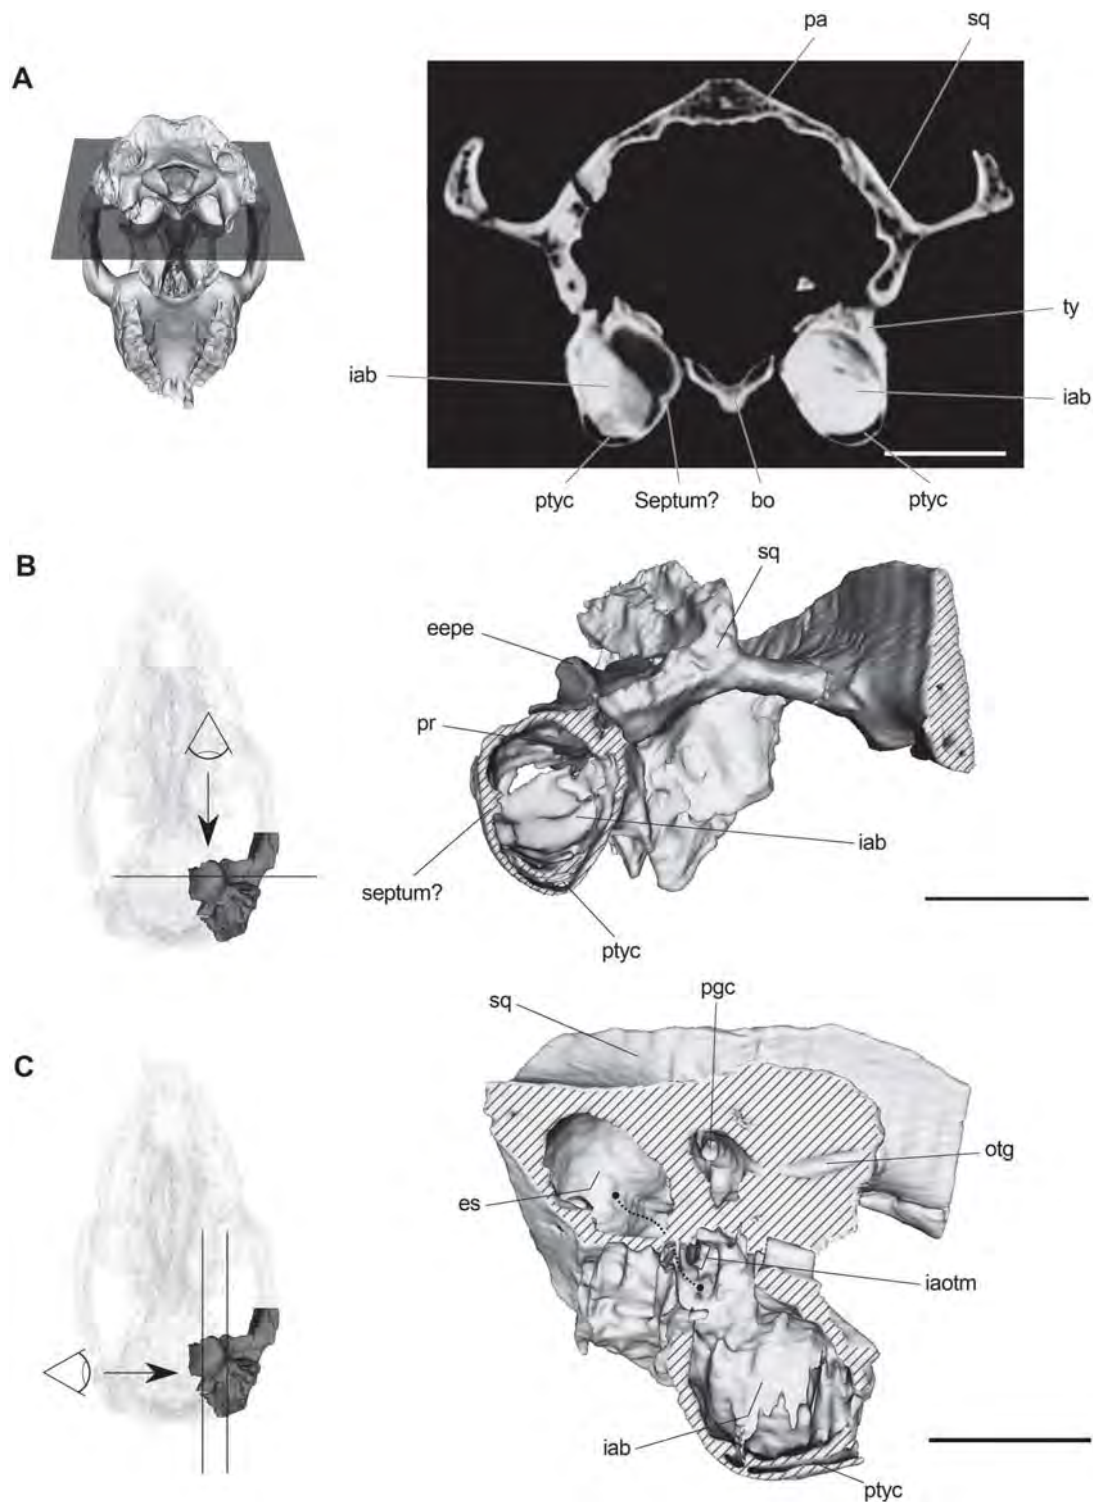 A
pa
sq
ty
iab
iab
ptyc
Septum?
bo
ptyc
B
sq
eepe
pr
iab
septum?
ptyc
C
pgc
sq
otg
es
iaotm
iab
ptyc